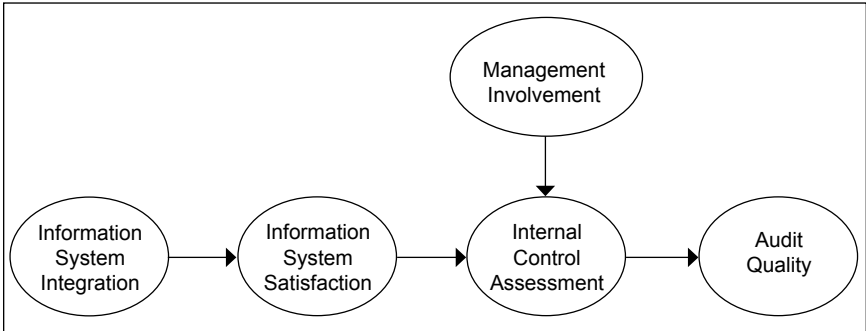 Management
Involvement
Information
System
Integration
Information
System
Satisfaction
Internal
Control
Assessment
Audit
Quality